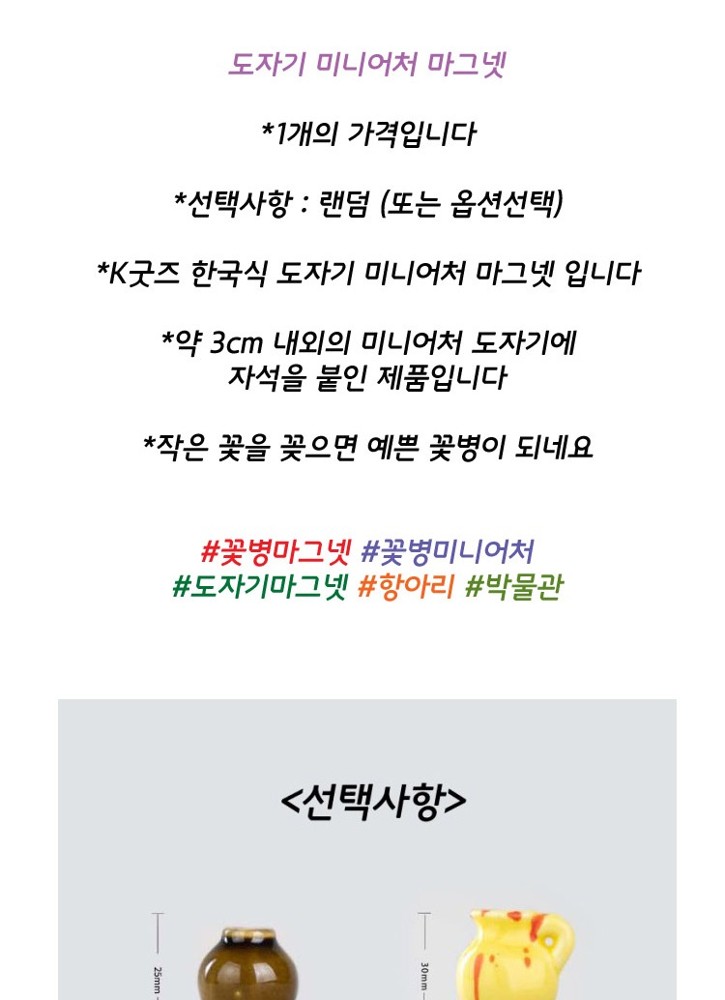 도자기 미니어처 마그넷
*1개의 가격입니다
*선택사항 : 랜덤 (또는 옵션선택)
*K굿즈 한국식 도자기 미니어처 마그넷 입니다
*약 3cm 내외의 미니어처 도자기에
자석을 붙인 제품입니다
*작은 꽃을 꽂으면 예쁜 꽃병이 되네요
#꽃병마그넷 #꽃병미니어처
#도자기마그넷 #항아리 #박물관
<선택사항>
25mm
30mm